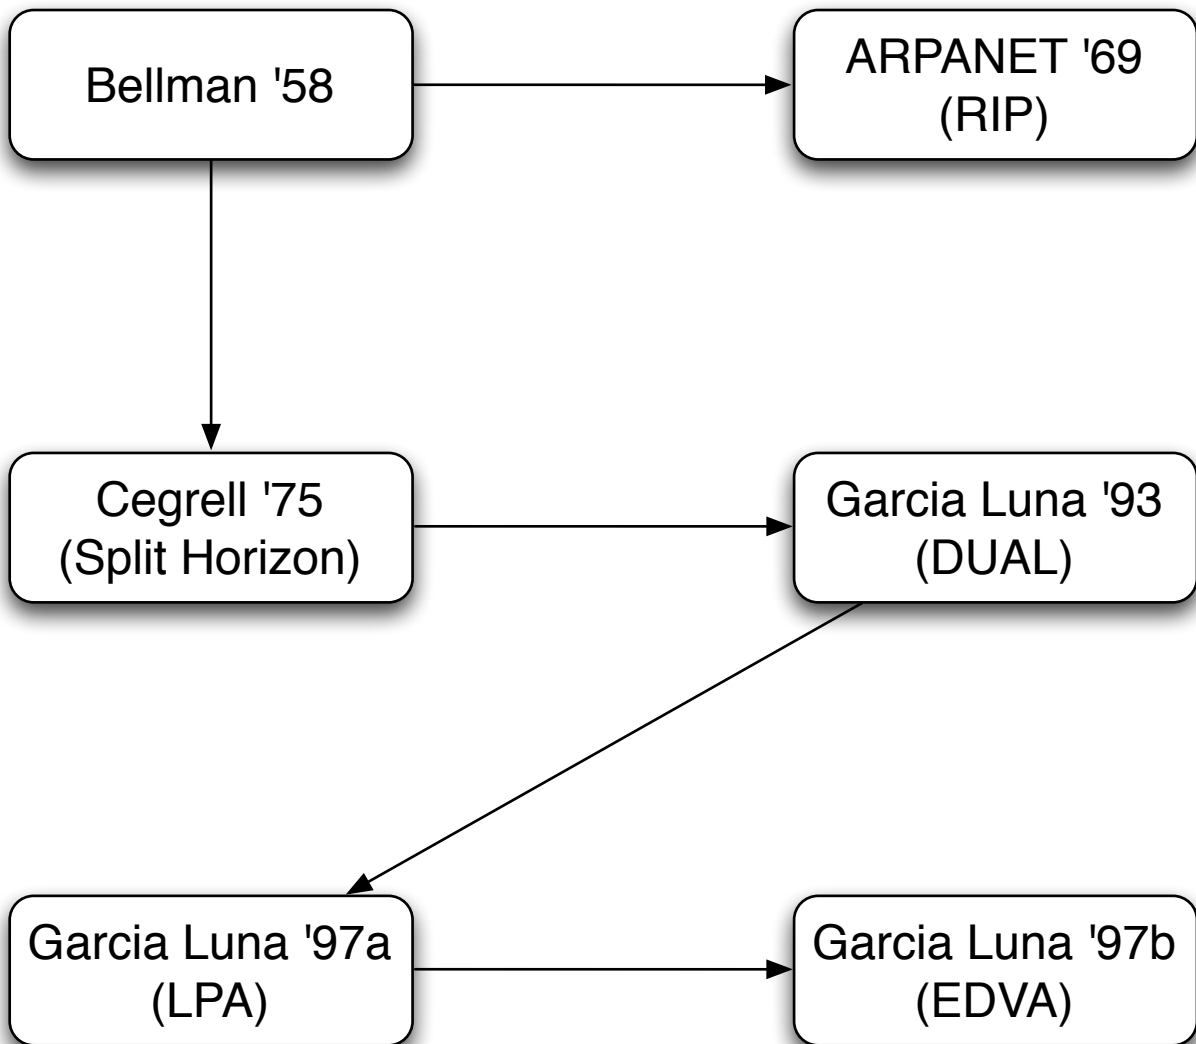 Bellman '58
ARPANET '69
(RIP)
Cegrell '75
(Split Horizon)
Garcia Luna '93
(DUAL)
Garcia Luna '97a
(LPA)
Garcia Luna '97b
(EDVA)